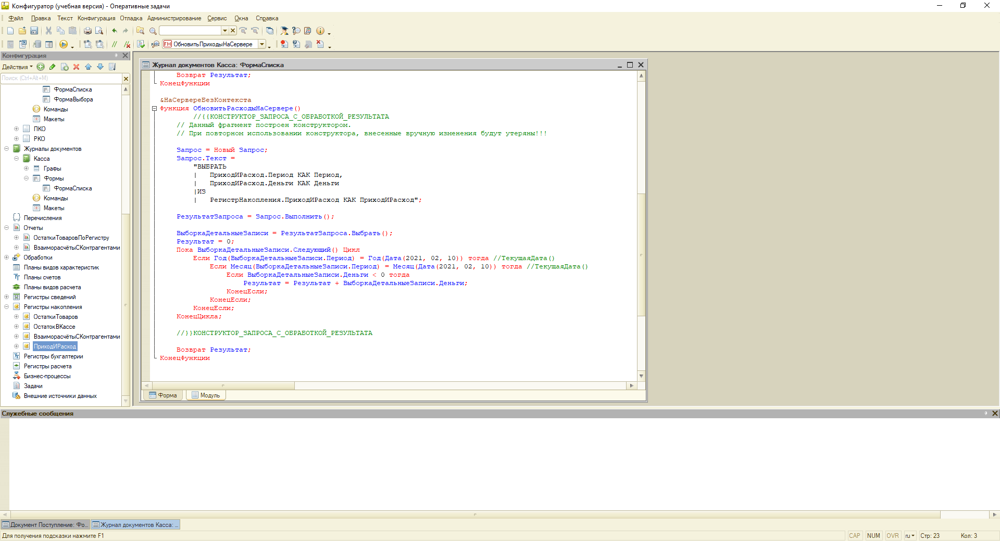 Конфигуратор (учебная версия) - Оперативные задачи
Файл Правка Текст Конфигурация Отладка Администрирование Сервис Окна Справка
ОбновитьПриходыНаСервере
Конфигурация
Действия
Поиск (Ctrl+Alt+M)
ФормаСписка
ФормаВыбора
Команды
Макеты
ПКО
РКО
Журналы документов
Касса
Графы
Формы
ФормаСписка
Команды
Макеты
Перечисления
Отчеты
ОстаткиТоваровПоРегистру
ВзаиморасчётыСКонтрагентами
Обработки
Планы видов характеристик
Планы счетов
Планы видов расчета
Регистры сведений
Регистры накопления
ОстаткиТоваров
ОстатокВКассе
ВзаиморасчётыСКонтрагентами
ПриходИРасход
Регистры бухгалтерии
Регистры расчета
Бизнес-процессы
Задачи
Внешние источники данных
Журнал документов Касса: ФормаСписка
Возврат Результат;
КонецФункции
&НаСервереБезКонтекста
Функция ОбновитьРасходыНаСервере()
//{{КОНСТРУКТОР_ЗАПРОСА_С_ОБРАБОТКОЙ_РЕЗУЛЬТАТА
// Данный фрагмент построен конструктором.
// При повторном использовании конструктора, внесенные вручную изменения будут утеряны!!!
Запрос = Новый Запрос;
Запрос.Текст =
"ВЫБРАТЬ
| ПриходИРасход.Период КАК Период,
| ПриходИРасход.Деньги КАК Деньги
|ИЗ
| РегистрНакопления.ПриходИРасход КАК ПриходИРасход";
РезультатЗапроса = Запрос.Выполнить();
ВыборкаДетальныеЗаписи = РезультатЗапроса.Выбрать();
Результат = 0;
Пока ВыборкаДетальныеЗаписи.Следующий() Цикл
Если Год(ВыборкаДетальныеЗаписи.Период) = Год(Дата(2021, 02, 10)) тогда //ТекущаяДата()
Если Месяц(ВыборкаДетальныеЗаписи.Период) = Месяц(Дата(2021, 02, 10)) тогда //ТекущаяДата()
Если ВыборкаДетальныеЗаписи.Деньги < 0 тогда
Результат = Результат + ВыборкаДетальныеЗаписи.Деньги;
КонецЕсли;
КонецЕсли;
КонецЕсли;
КонецЦикла;
//}}КОНСТРУКТОР_ЗАПРОСА_С_ОБРАБОТКОЙ_РЕЗУЛЬТАТА
Возврат Результат;
КонецФункции
Форма Модуль
Служебные сообщения
Документ Поступление: Фо... Журнал документов Касса: ...
Для получения подсказки нажмите F1
CAP NUM OVR ru Стр: 23 Кол: 3